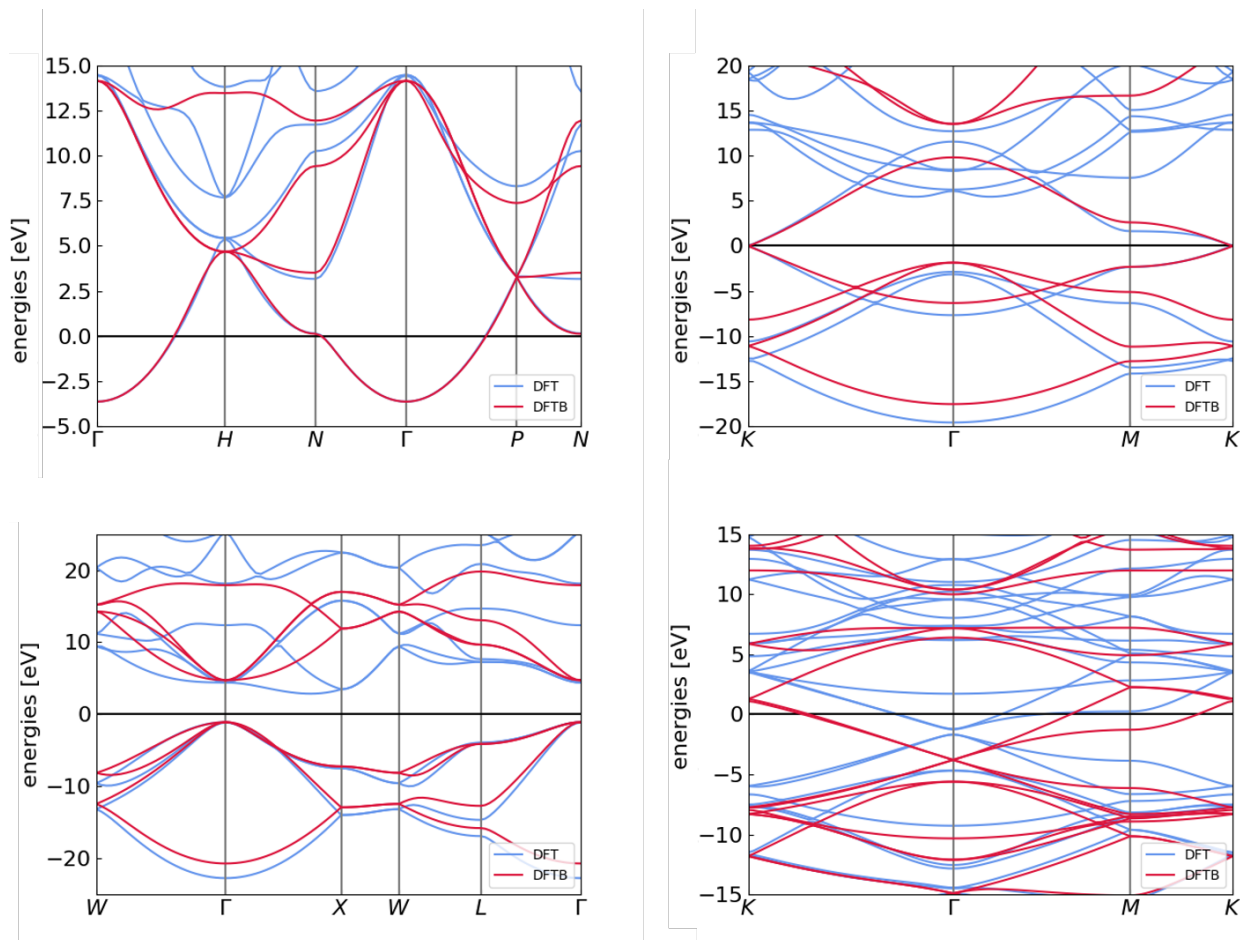 energies [eV]
15.0
12.5
10.0
7.5
5.0
2.5
0.0
−2.5
−5.0
Γ H N Γ P N
DFT
DFTB
energies [eV]
20
15
10
5
0
−5
−10
−15
−20
K Γ M K
DFT
DFTB
energies [eV]
20
10
0
−10
−20
W Γ X W L Γ
DFT
DFTB
energies [eV]
15
10
5
0
−5
−10
−15
K Γ M K
DFT
DFTB